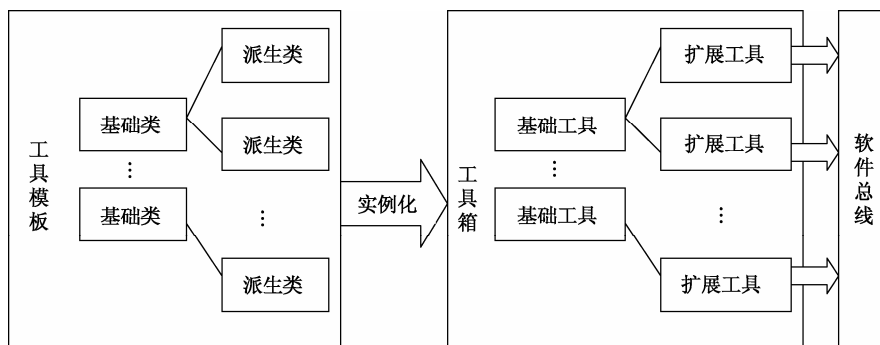 工具模板
基础类
⋮
基础类
派生类
派生类
⋮
派生类
实例化
工具箱
基础工具
⋮
基础工具
扩展工具
扩展工具
⋮
扩展工具
软件总线